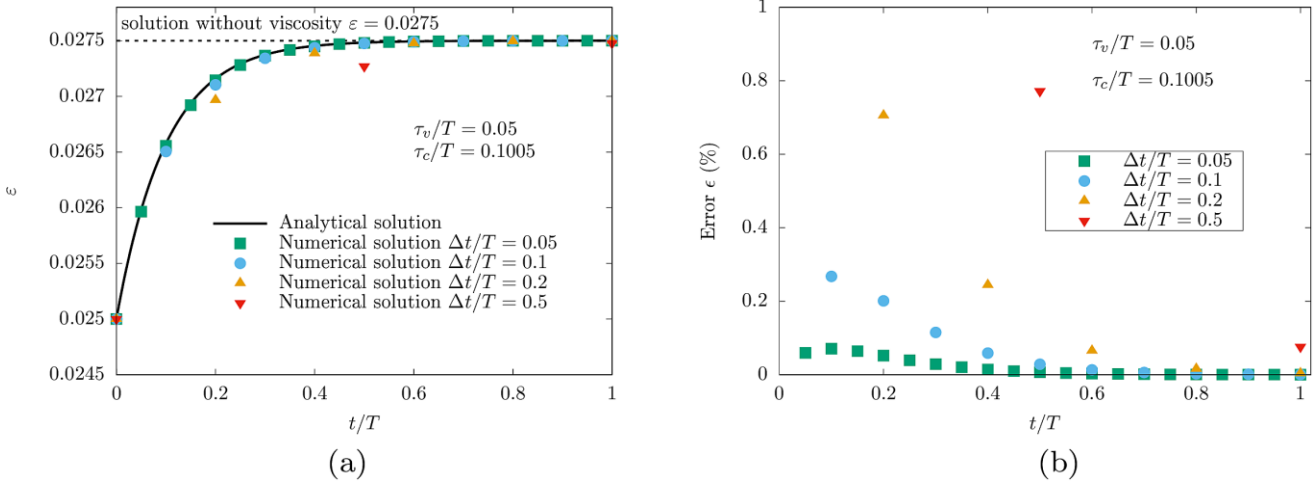 solution without viscosity ε = 0.0275
0.0275
0.027
0.0265
0.026
0.0255
0.025
0.0245
ε
τ_v/T = 0.05
τ_c/T = 0.1005
Analytical solution
Numerical solution Δt/T = 0.05
Numerical solution Δt/T = 0.1
Numerical solution Δt/T = 0.2
Numerical solution Δt/T = 0.5
0 0.2 0.4 0.6 0.8 1
t/T
(a)
1
0.8
0.6
0.4
0.2
0
Error ϵ (%)
τ_v/T = 0.05
τ_c/T = 0.1005
Δt/T = 0.05
Δt/T = 0.1
Δt/T = 0.2
Δt/T = 0.5
0 0.2 0.4 0.6 0.8 1
t/T
(b)